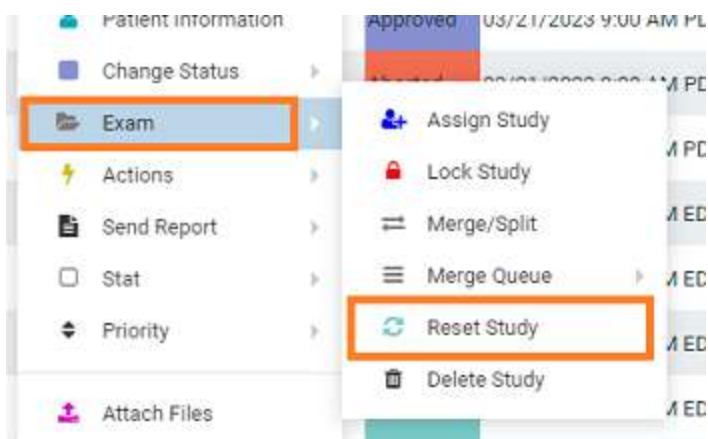 Patient Information
Approved 03/21/2023 9:00 AM PD
Change Status
Exam
Assign Study
Actions
Lock Study
Send Report
Merge/Split
Stat
Merge Queue
Priority
Reset Study
Delete Study
Attach Files